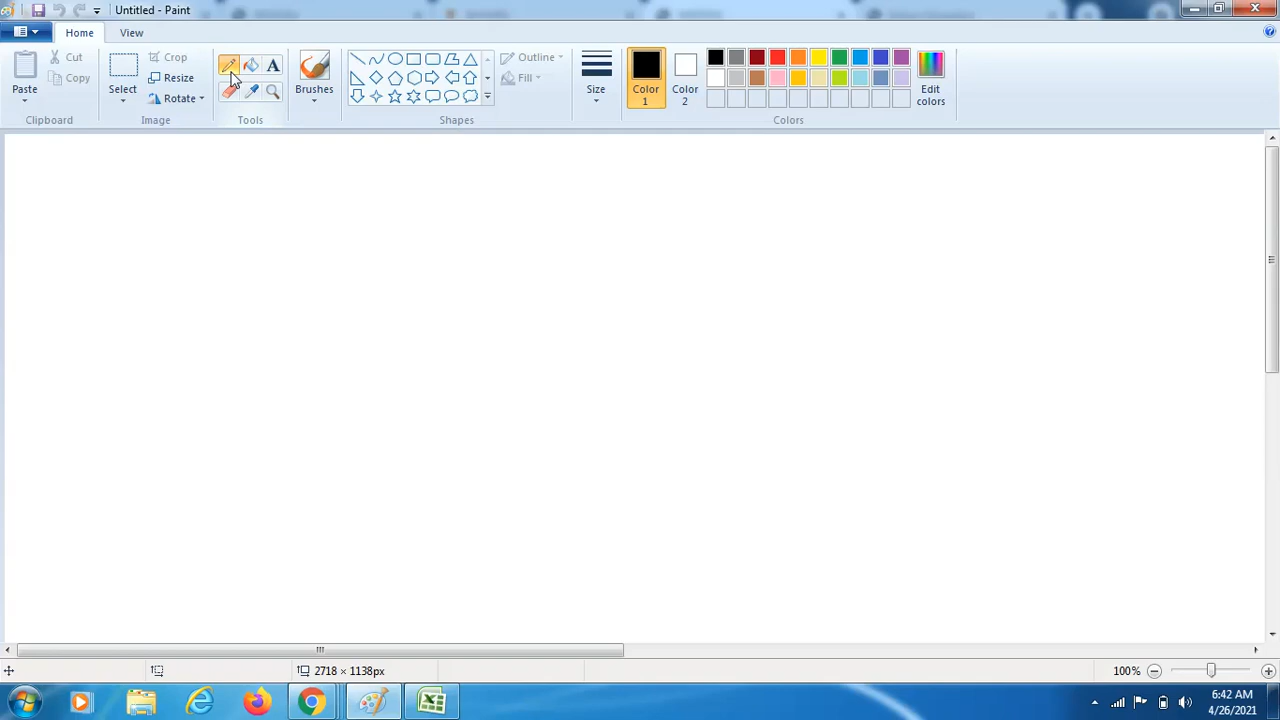 Untitled - Paint
Home View
Paste
Cut
Copy
Clipboard
Select
Crop
Resize
Rotate
Image
A
Tools
Brushes
Shapes
Outline
Fill
Size
Color 1
Color 2
Edit colors
Colors
2718 × 1138px
100%
6:42 AM
4/26/2021